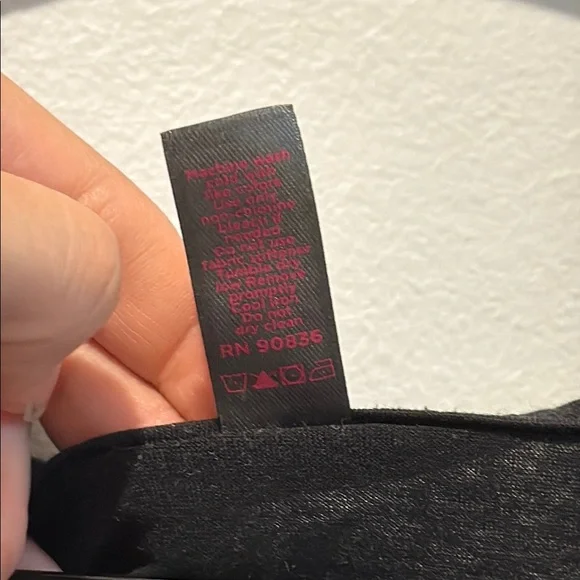 Machine wash
cold with
like colors
Use only
non-chlorine
bleach if
needed
Do not use
fabric softener
Tumble dry
low Remove
promptly
Cool iron
Do not
dry clean
RN 90836